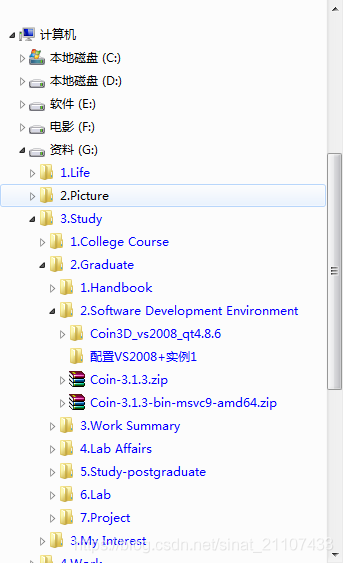 计算机
本地磁盘 (C:)
本地磁盘 (D:)
软件 (E:)
电影 (F:)
资料 (G:)
1.Life
2.Picture
3.Study
1.College Course
2.Graduate
1.Handbook
2.Software Development Environment
Coin3D_vs2008_qt4.8.6
配置VS2008+实例1
Coin-3.1.3.zip
Coin-3.1.3-bin-msvc9-amd64.zip
3.Work Summary
4.Lab Affairs
5.Study-postgraduate
6.Lab
7.Project
3.My Interest
https://blog.csdn.net/sinat_21107433
4.Work